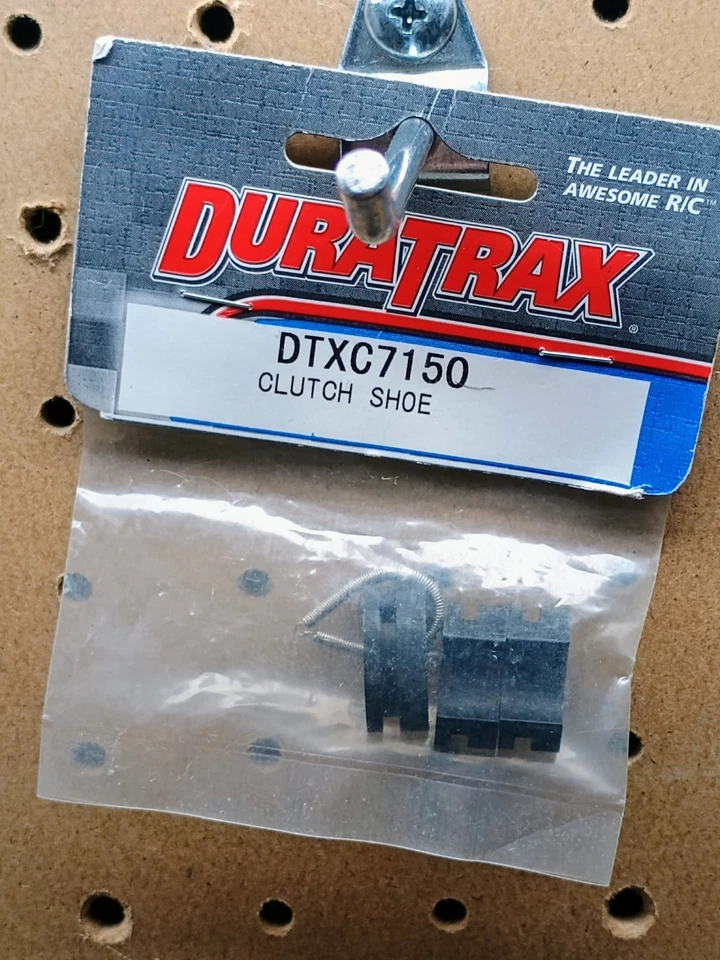 THE LEADER IN
AWESOME R/C™
DURATRAX®
DTXC7150
CLUTCH SHOE